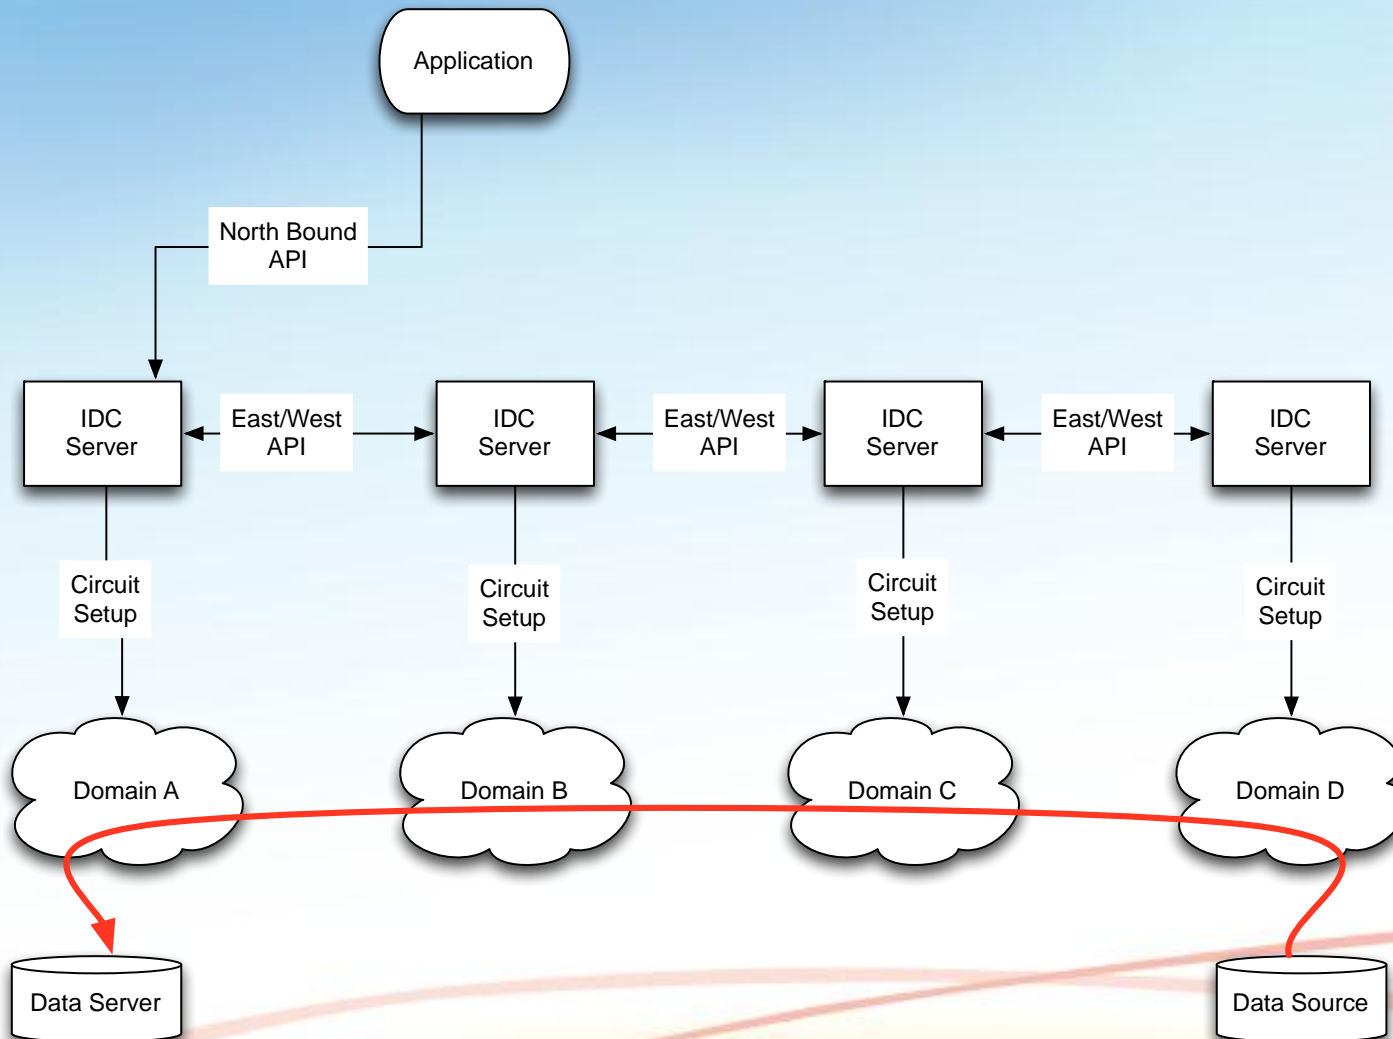 Application
North Bound
API
IDC
Server
East/West
API
IDC
Server
East/West
API
IDC
Server
East/West
API
IDC
Server
Circuit
Setup
Circuit
Setup
Circuit
Setup
Circuit
Setup
Domain A
Domain B
Domain C
Domain D
Data Server
Data Source